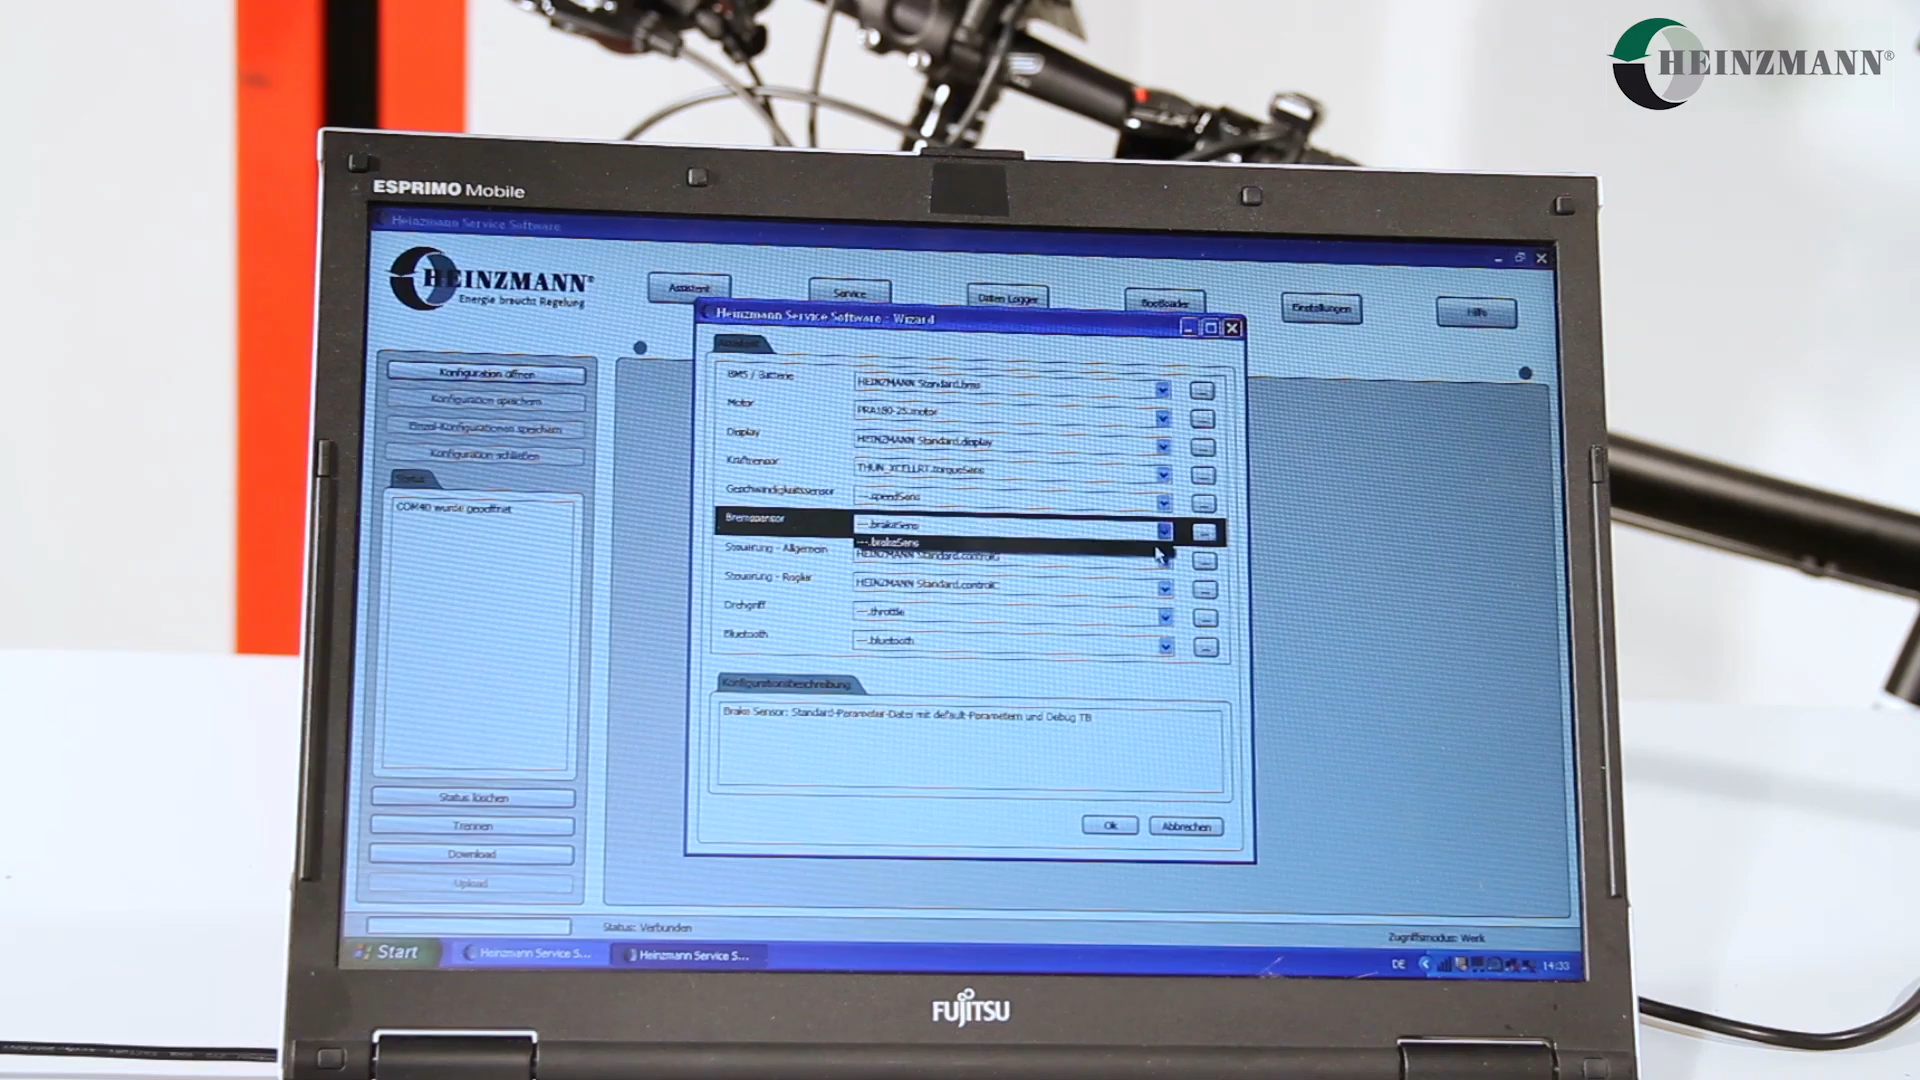 HEINZMANN®
ESPRIMO Mobile
Heinzmann Service Software
HEINZMANN®
Energie braucht Regelung
Assistent
Service
Daten Logger
Bootloader
Einstellungen
Hilfe
Heinzmann Service Software - Wizard
Assistent
Konfiguration öffnen
Konfiguration speichern
Einzel-Konfigurationen speichern
Konfiguration schließen
Status
COM40 wurde geöffnet
BMS / Batterie
HEINZMANN Standard.bms
...
Motor
PRA180-25.motor
...
Display
HEINZMANN Standard.display
...
Kraftsensor
THUN_XCELLRT.torqueSens
...
Geschwindigkeitssensor
---.speedSens
...
Bremssensor
---.brakeSens
...
---.brakeSens
Steuerung - Allgemein
HEINZMANN Standard.controlG
...
Steuerung - Regler
HEINZMANN Standard.controlC
...
Drehgriff
---.throttle
...
Bluetooth
---.bluetooth
...
Konfigurationsbeschreibung
Brake Sensor: Standard-Parameter-Datei mit default-Parametern und Debug TB
Ok
Abbrechen
Status löschen
Trennen
Download
Upload
Status: Verbunden
Zugriffsmodus: Werk
Start
Heinzmann Service S...
Heinzmann Service S...
DE
14:33
FUJITSU